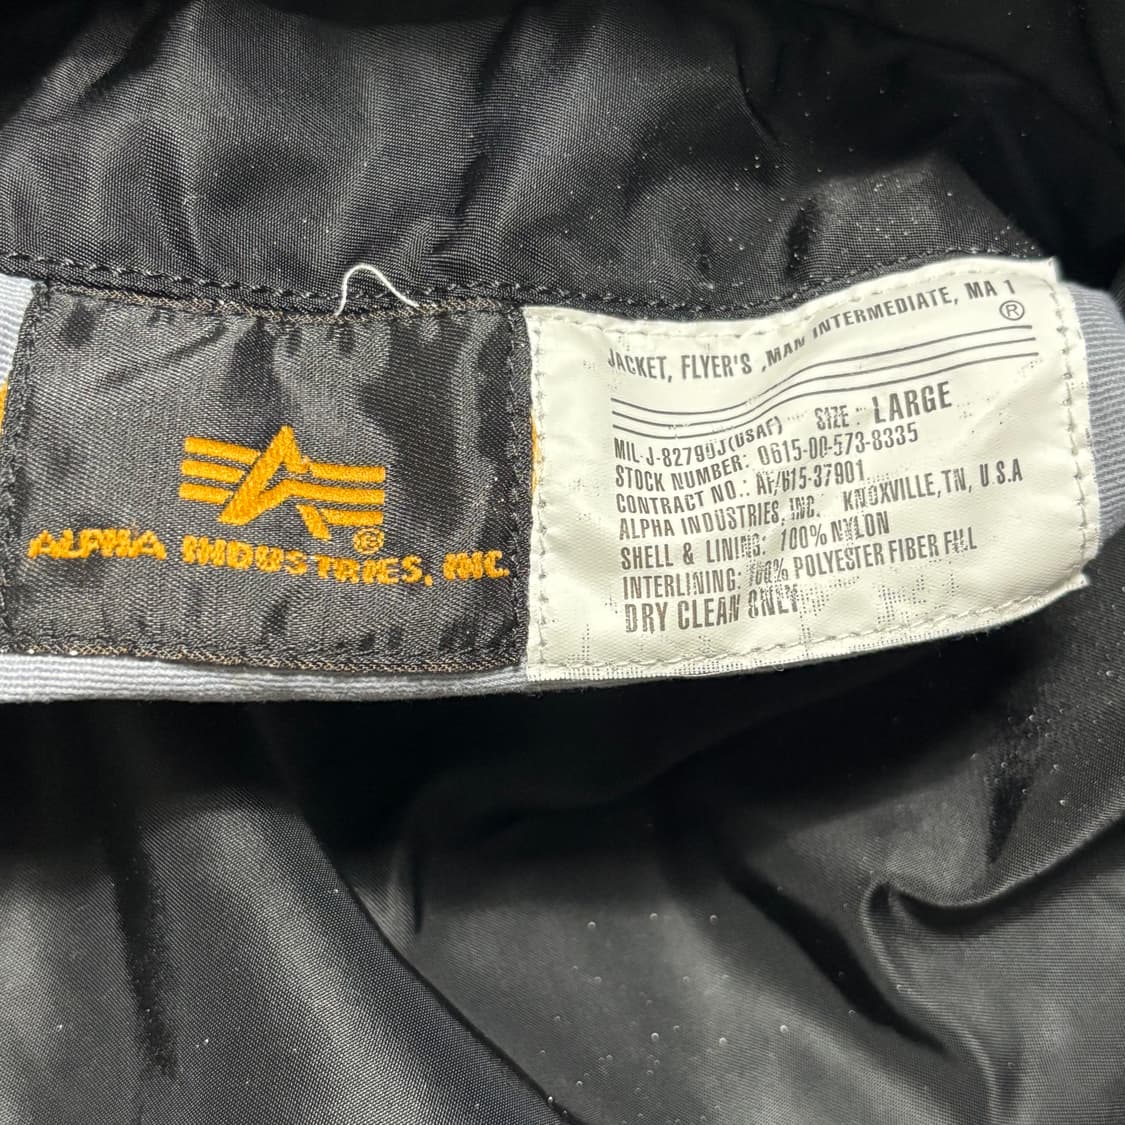 ALPHA INDUSTRIES, INC.
®
JACKET, FLYER'S ,MAN INTERMEDIATE, MA 1
®
SIZE : LARGE
MIL-J-82790J(USAF)
STOCK NUMBER: 0615-00-573-8335
CONTRACT NO.: AF/615-37901
ALPHA INDUSTRIES, INC. KNOXVILLE, TN, U.S.A
SHELL & LINING: 100% NYLON
INTERLINING: 100% POLYESTER FIBER FILL
DRY CLEAN ONLY